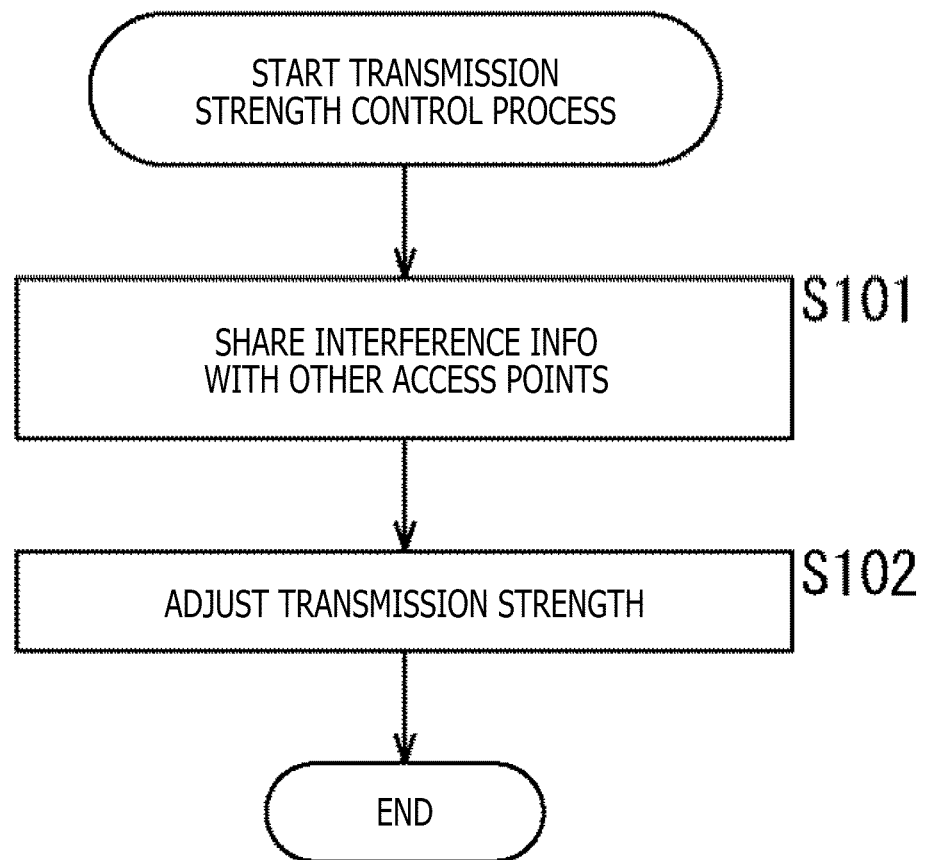 START TRANSMISSION
STRENGTH CONTROL PROCESS
S101
SHARE INTERFERENCE INFO
WITH OTHER ACCESS POINTS
S102
ADJUST TRANSMISSION STRENGTH
END